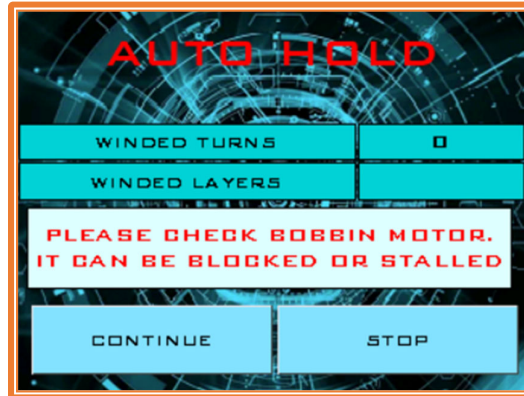 AUTO HOLD
WINDED TURNS 0
WINDED LAYERS
PLEASE CHECK BOBBIN MOTOR.
IT CAN BE BLOCKED OR STALLED
CONTINUE STOP